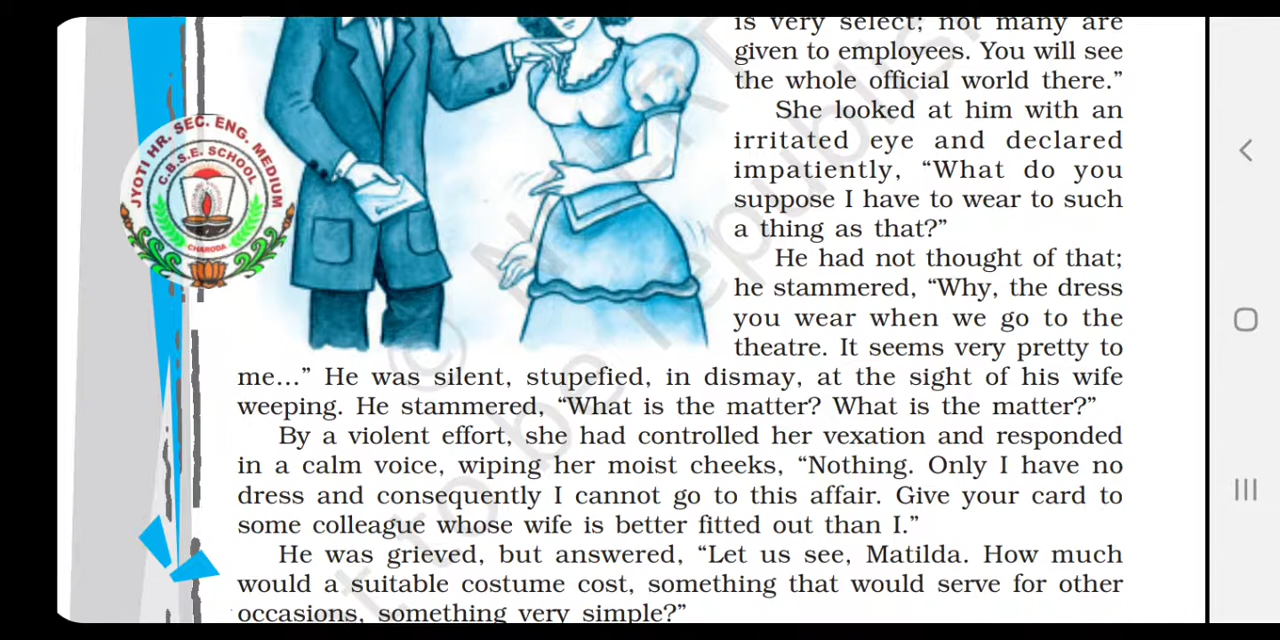 is very select; not many are
given to employees. You will see
the whole official world there.”
She looked at him with an
irritated eye and declared
impatiently, “What do you
suppose I have to wear to such
a thing as that?”
He had not thought of that;
he stammered, “Why, the dress
you wear when we go to the
theatre. It seems very pretty to
me...” He was silent, stupefied, in dismay, at the sight of his wife
weeping. He stammered, “What is the matter? What is the matter?”
By a violent effort, she had controlled her vexation and responded
in a calm voice, wiping her moist cheeks, “Nothing. Only I have no
dress and consequently I cannot go to this affair. Give your card to
some colleague whose wife is better fitted out than I.”
He was grieved, but answered, “Let us see, Matilda. How much
would a suitable costume cost, something that would serve for other
occasions, something very simple?”
JYOTI HR. SEC. ENG. MEDIUM
C.B.S.E. SCHOOL
CHARODA
© NCERT
not to be republished